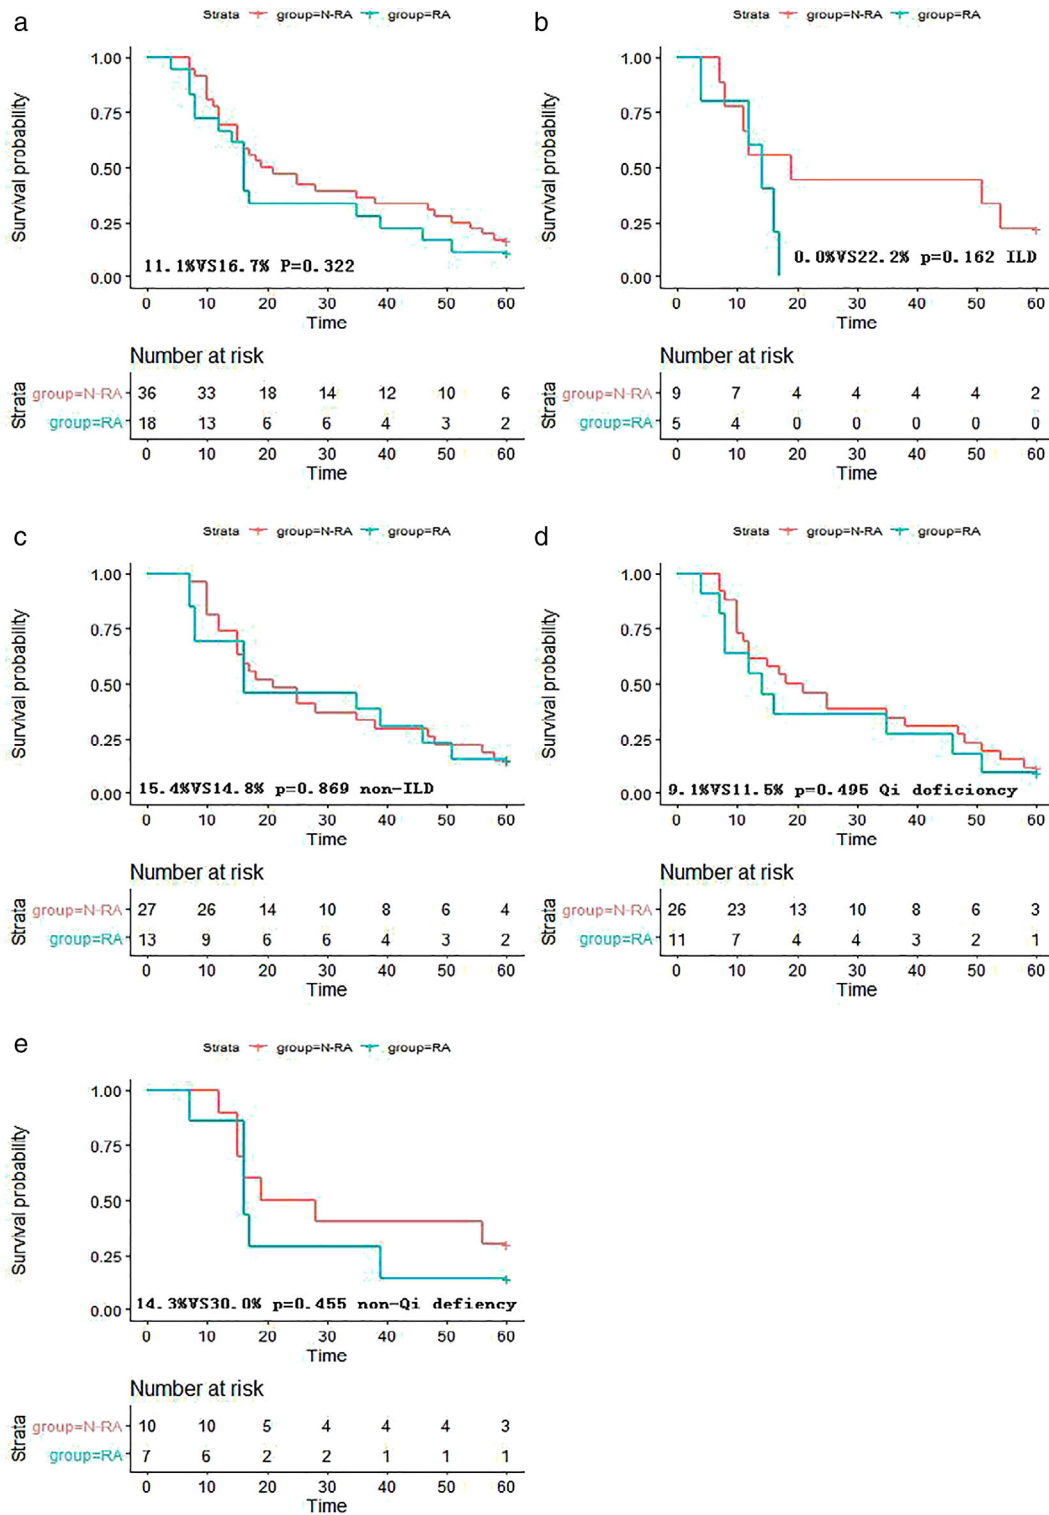 a
Strata group=N-RA group=RA
Survival probability
1.00
0.75
0.50
0.25
0.00
11.1%VS16.7% P=0.322
0 10 20 30 40 50 60
Time
Number at risk
Strata
group=N-RA 36 33 18 14 12 10 6
group=RA 18 13 6 6 4 3 2
0 10 20 30 40 50 60
Time
b
Strata group=N-RA group=RA
Survival probability
1.00
0.75
0.50
0.25
0.00
0.0%VS22.2% p=0.162 ILD
0 10 20 30 40 50 60
Time
Number at risk
Strata
group=N-RA 9 7 4 4 4 4 2
group=RA 5 4 0 0 0 0 0
0 10 20 30 40 50 60
Time
c
Strata group=N-RA group=RA
Survival probability
1.00
0.75
0.50
0.25
0.00
15.4%VS14.8% p=0.869 non-ILD
0 10 20 30 40 50 60
Time
Number at risk
Strata
group=N-RA 27 26 14 10 8 6 4
group=RA 13 9 6 6 4 3 2
0 10 20 30 40 50 60
Time
d
Strata group=N-RA group=RA
Survival probability
1.00
0.75
0.50
0.25
0.00
9.1%VS11.5% p=0.495 Qi doficioncy
0 10 20 30 40 50 60
Time
Number at risk
Strata
group=N-RA 26 23 13 10 8 6 3
group=RA 11 7 4 4 3 2 1
0 10 20 30 40 50 60
Time
e
Strata group=N-RA group=RA
Survival probability
1.00
0.75
0.50
0.25
0.00
14.3%VS30.0% p=0.455 non-Qi defiency
0 10 20 30 40 50 60
Time
Number at risk
Strata
group=N-RA 10 10 5 4 4 4 3
group=RA 7 6 2 2 1 1 1
0 10 20 30 40 50 60
Time